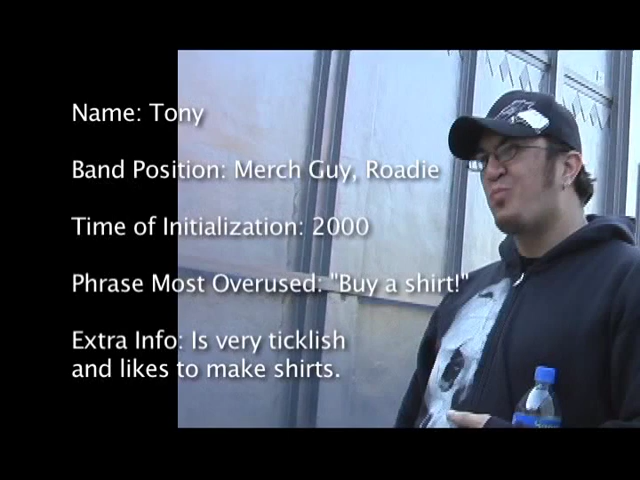 Name: Tony
Band Position: Merch Guy, Roadie
Time of Initialization: 2000
Phrase Most Overused: "Buy a shirt!"
Extra Info: Is very ticklish
and likes to make shirts.